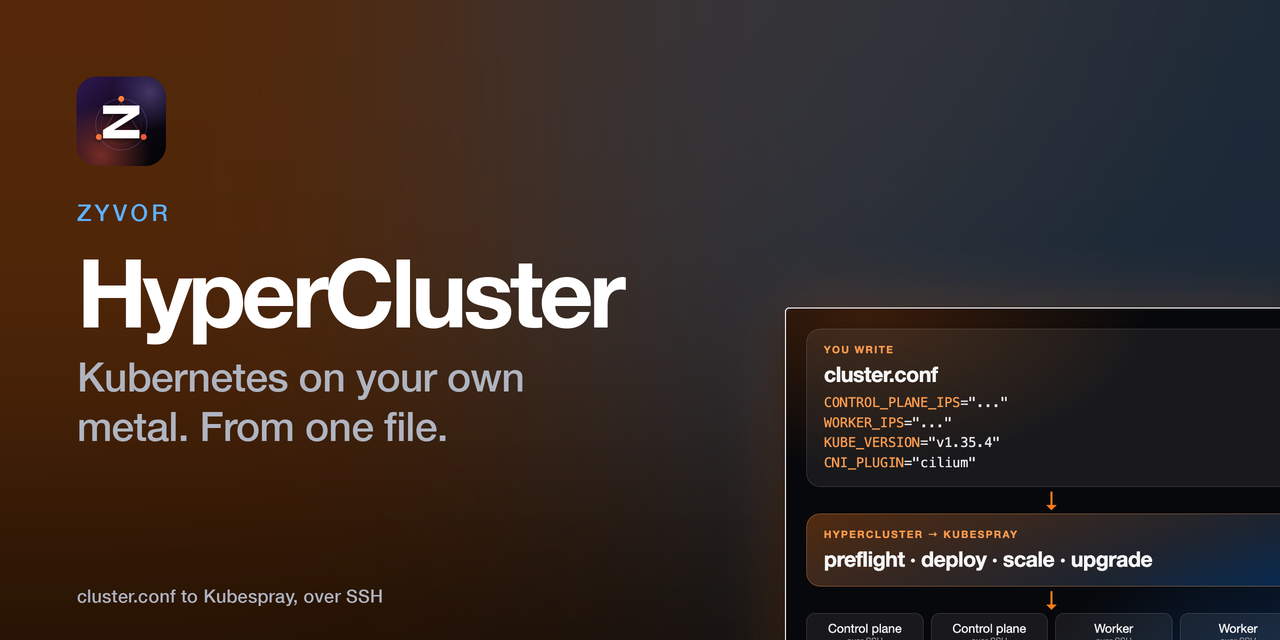 Z
ZYVOR
HyperCluster
Kubernetes on your own
metal. From one file.
cluster.conf to Kubespray, over SSH
YOU WRITE
cluster.conf
CONTROL_PLANE_IPS="..."
WORKER_IPS="..."
KUBE_VERSION="v1.35.4"
CNI_PLUGIN="cilium"
↓
HYPERCLUSTER → KUBESPRAY
preflight · deploy · scale · upgrade
↓
Control plane Control plane Worker Worker